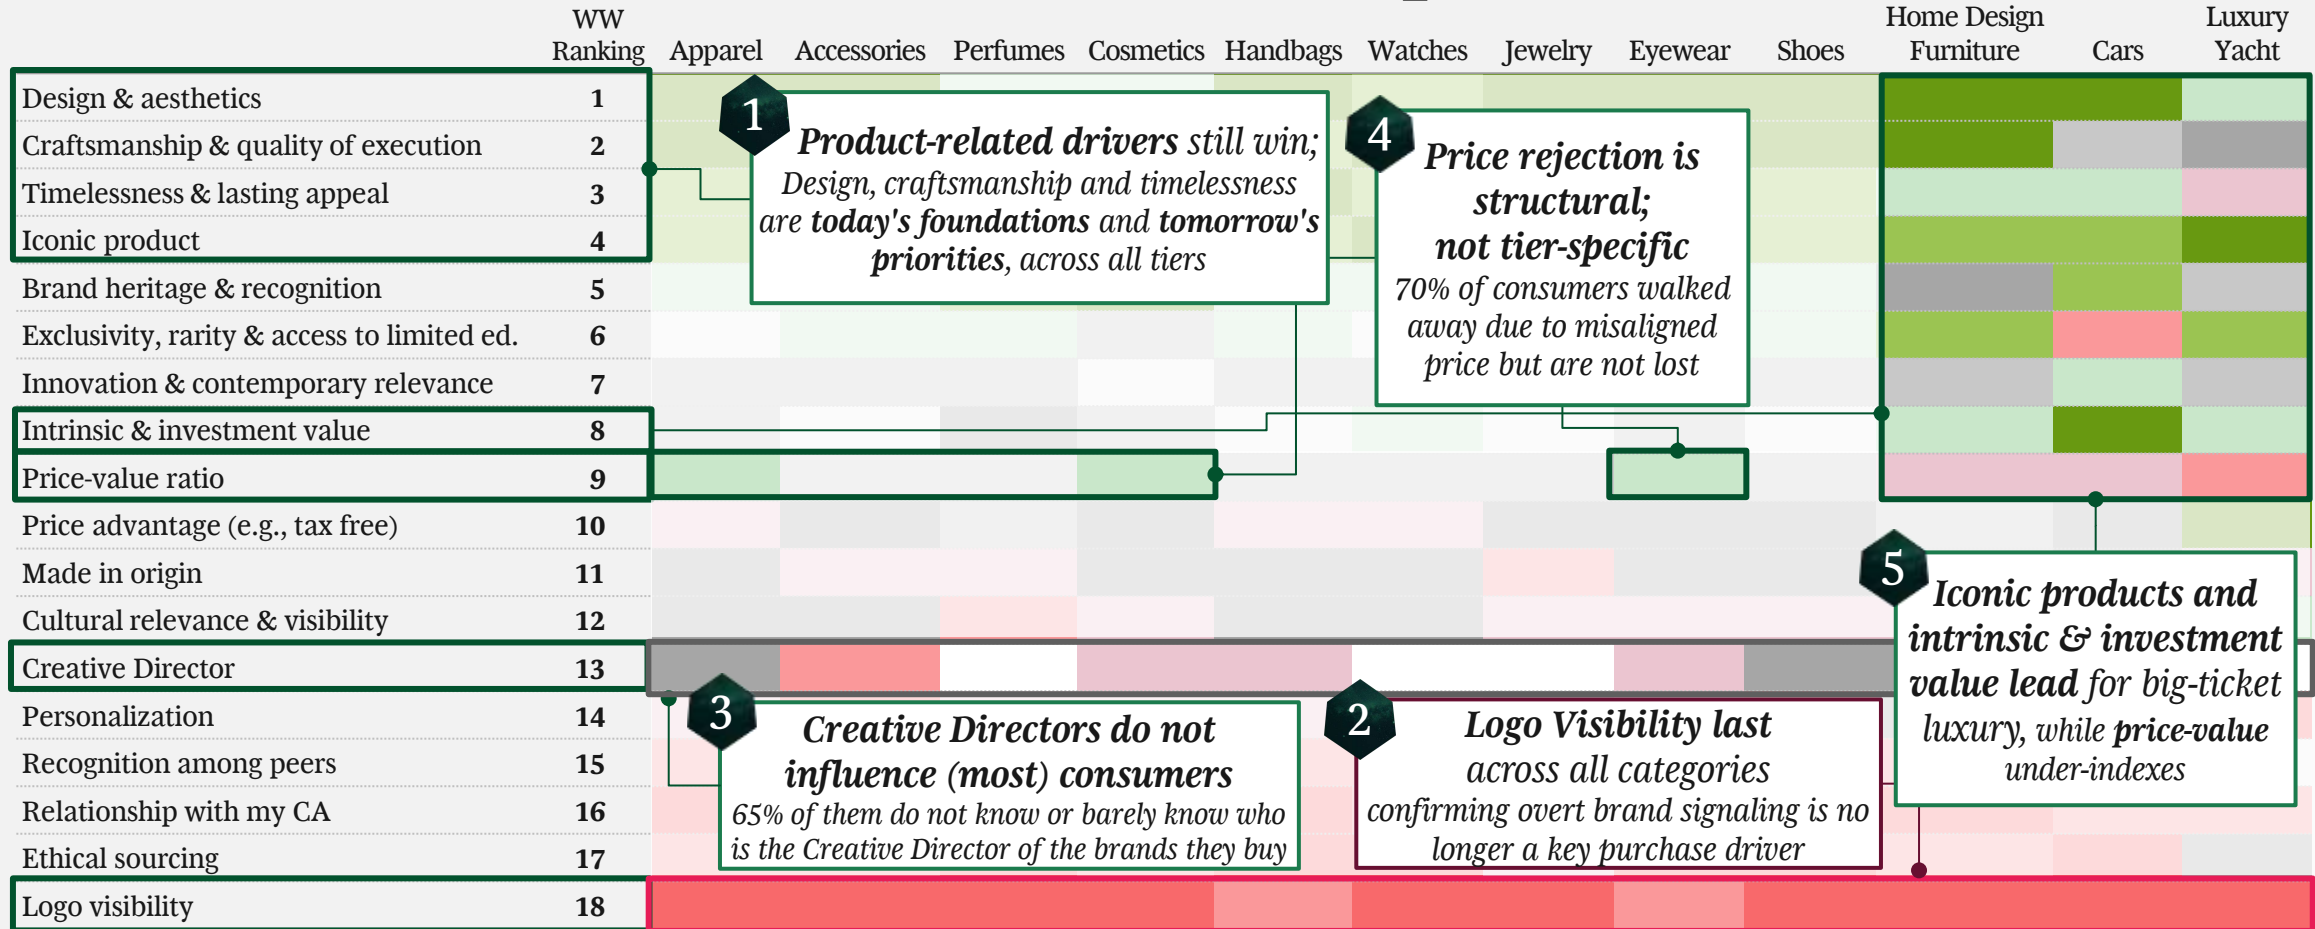 WW
Ranking
Apparel
Accessories
Perfumes
Cosmetics
Handbags
Watches
Jewelry
Eyewear
Shoes
Home Design
Furniture
Cars
Luxury
Yacht
Design & aesthetics 1
Craftsmanship & quality of execution 2
Timelessness & lasting appeal 3
Iconic product 4
Brand heritage & recognition 5
Exclusivity, rarity & access to limited ed. 6
Innovation & contemporary relevance 7
Intrinsic & investment value 8
Price-value ratio 9
Price advantage (e.g., tax free) 10
Made in origin 11
Cultural relevance & visibility 12
Creative Director 13
Personalization 14
Recognition among peers 15
Relationship with my CA 16
Ethical sourcing 17
Logo visibility 18
1
Product-related drivers still win;
Design, craftsmanship and timelessness
are today's foundations and tomorrow's
priorities, across all tiers
4
Price rejection is
structural;
not tier-specific
70% of consumers walked
away due to misaligned
price but are not lost
5
Iconic products and
intrinsic & investment
value lead for big-ticket
luxury, while price-value
under-indexes
3
Creative Directors do not
influence (most) consumers
65% of them do not know or barely know who
is the Creative Director of the brands they buy
2
Logo Visibility last
across all categories
confirming overt brand signaling is no
longer a key purchase driver